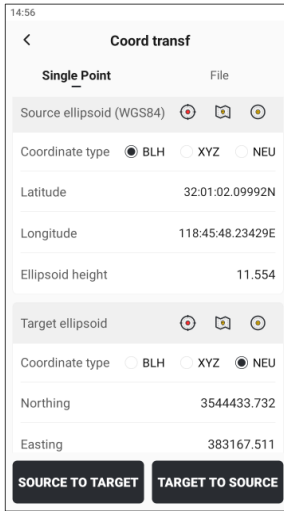 14:56
Coord transf
Single Point File
Source ellipsoid (WGS84)
Coordinate type BLH XYZ NEU
Latitude 32:01:02.09992N
Longitude 118:45:48.23429E
Ellipsoid height 11.554
Target ellipsoid
Coordinate type BLH XYZ NEU
Northing 3544433.732
Easting 383167.511
SOURCE TO TARGET TARGET TO SOURCE